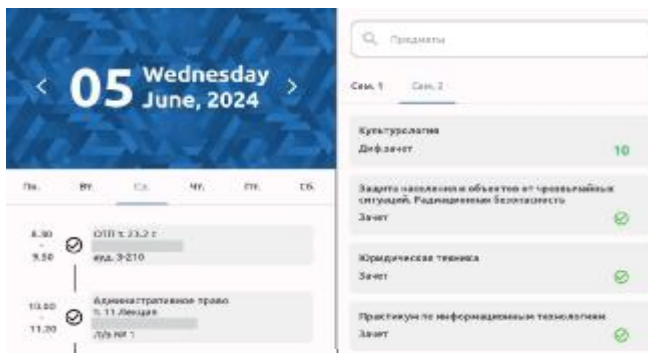 05 Wednesday
June, 2024
Пн. Вт. Ср. Чт. Пт. Сб.
8.30
-
9.50
ОТП т. 23.2 с
ауд. 3-210
10.00
-
11.20
Административное право
т. 11 Лекция
л/з № 1
Предметы
Сем. 1 Сем. 2
Культурология
Диф.зачет
10
Защита населения и объектов от чрезвычайных
ситуаций. Радиационная безопасность
Зачет
Юридическая техника
Зачет
Практикум по информационным технологиям
Зачет